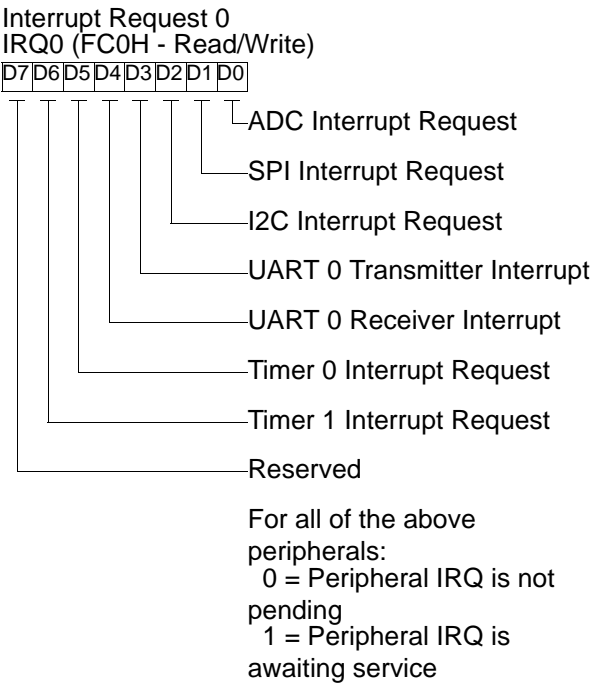 Interrupt Request 0
IRQ0 (FC0H - Read/Write)
D7 D6 D5 D4 D3 D2 D1 D0
ADC Interrupt Request
SPI Interrupt Request
I2C Interrupt Request
UART 0 Transmitter Interrupt
UART 0 Receiver Interrupt
Timer 0 Interrupt Request
Timer 1 Interrupt Request
Reserved
For all of the above
peripherals:
0 = Peripheral IRQ is not
pending
1 = Peripheral IRQ is
awaiting service